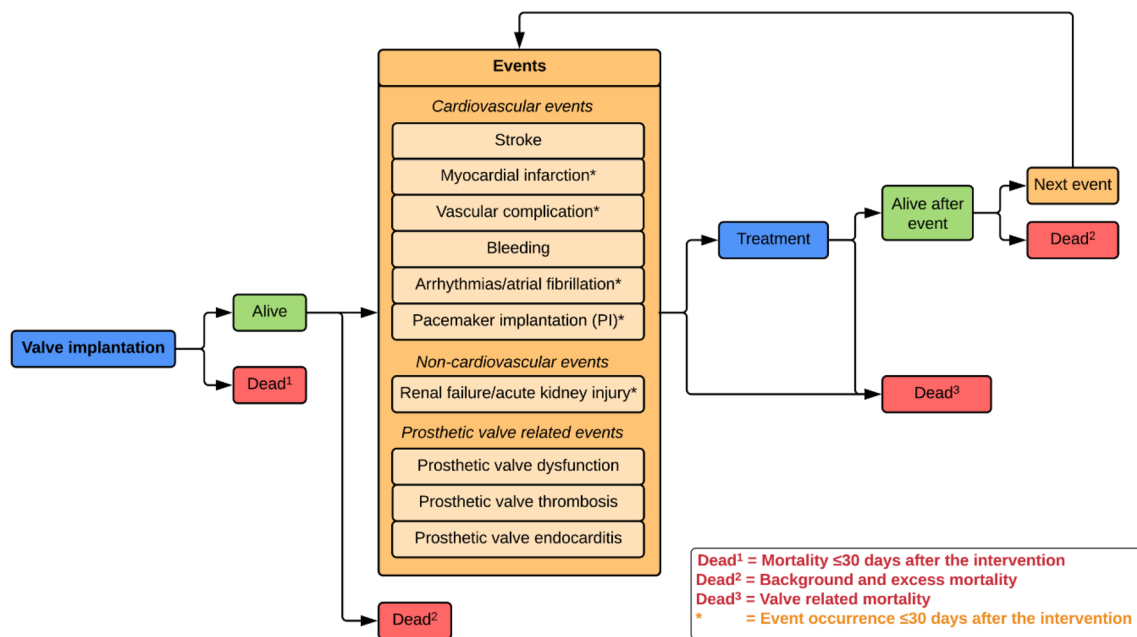 Events
Cardiovascular events
Stroke
Myocardial infarction*
Vascular complication*
Bleeding
Arrhythmias/atrial fibrillation*
Pacemaker implantation (PI)*
Non-cardiovascular events
Renal failure/acute kidney injury*
Prosthetic valve related events
Prosthetic valve dysfunction
Prosthetic valve thrombosis
Prosthetic valve endocarditis
Valve implantation
Alive
Dead¹
Dead²
Treatment
Alive after
event
Next event
Dead²
Dead³
Dead¹ = Mortality ≤30 days after the intervention
Dead² = Background and excess mortality
Dead³ = Valve related mortality
* = Event occurrence ≤30 days after the intervention